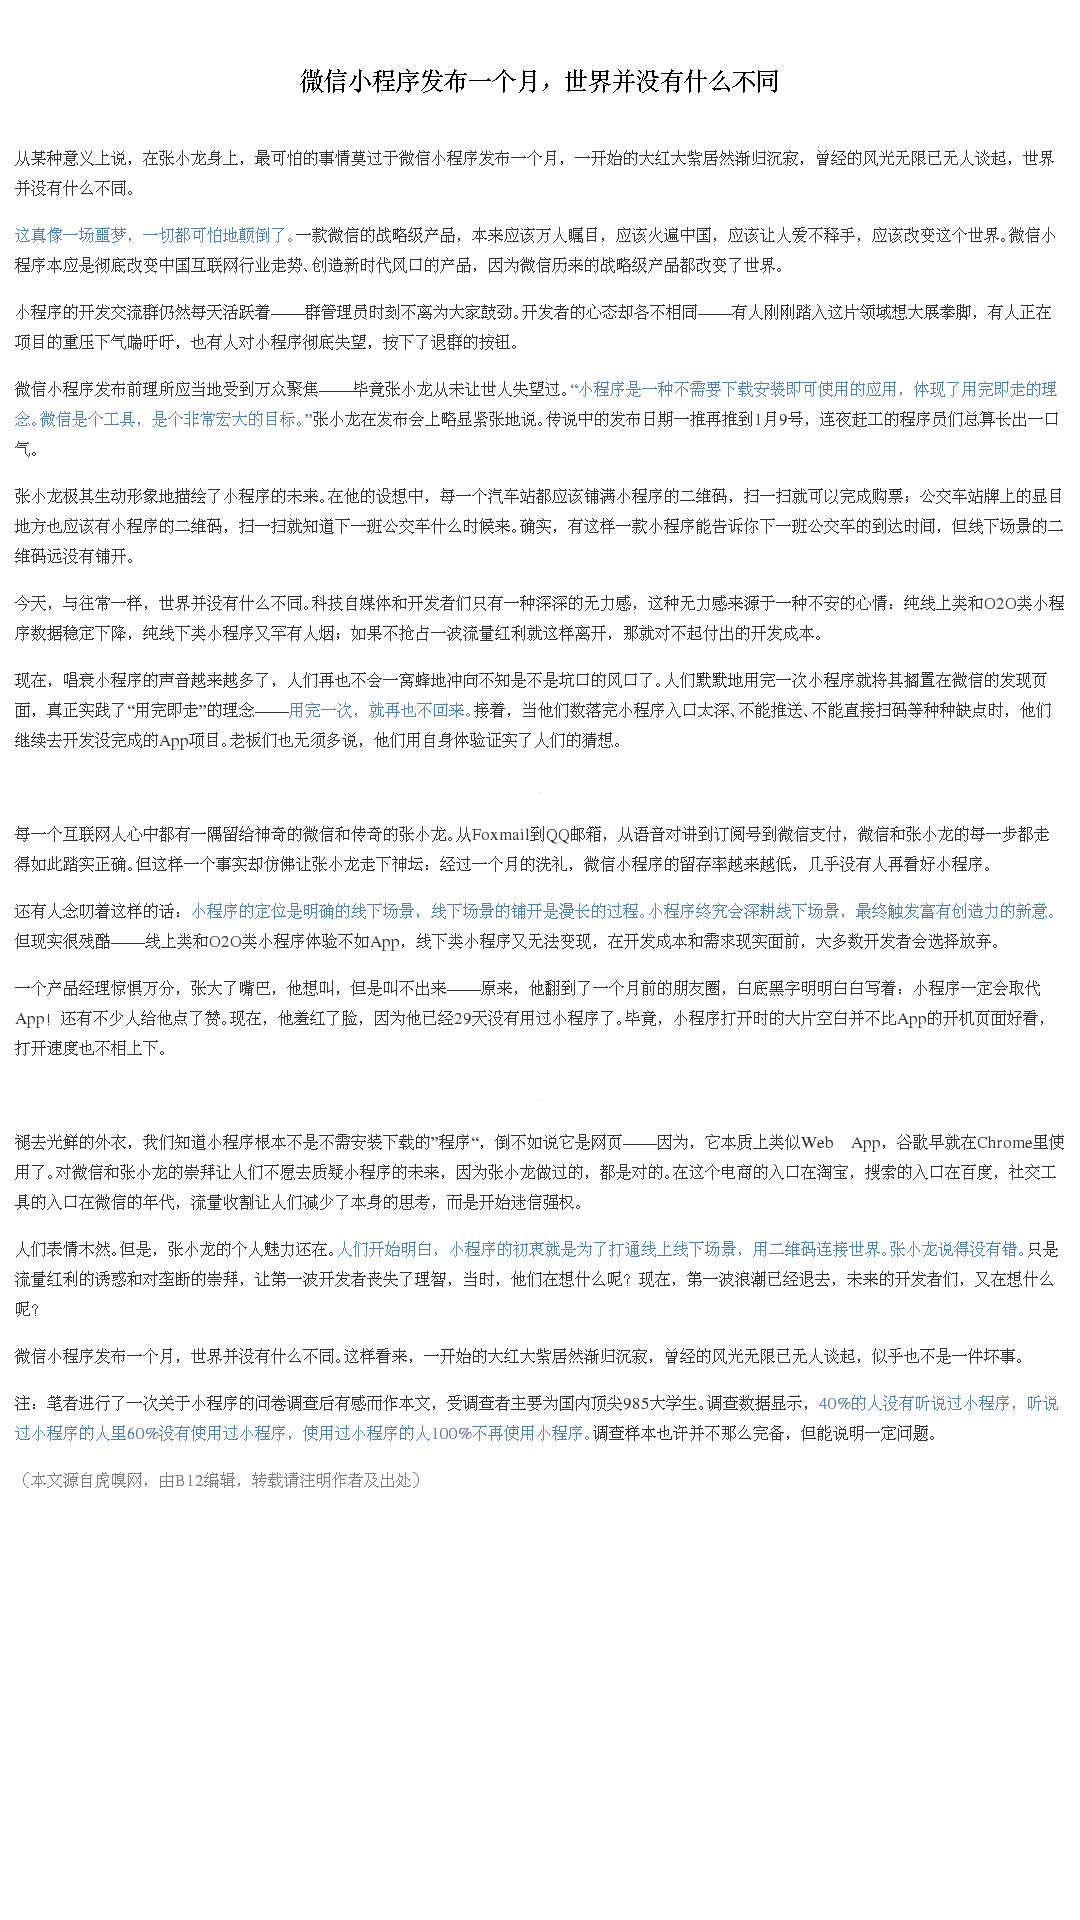 微信小程序发布一个月，世界并没有什么不同
从某种意义上说，在张小龙身上，最可怕的事情莫过于微信小程序发布一个月，一开始的大红大紫居然渐归沉寂，曾经的风光无限已无人谈起，世界
并没有什么不同。
这真像一场噩梦，一切都可怕地颠倒了。一款微信的战略级产品，本来应该万人瞩目，应该火遍中国，应该让人爱不释手，应该改变这个世界。微信小
程序本应是彻底改变中国互联网行业走势、创造新时代风口的产品，因为微信历来的战略级产品都改变了世界。
小程序的开发交流群仍然每天活跃着——群管理员时刻不离为大家鼓劲。开发者的心态却各不相同——有人刚刚踏入这片领域想大展拳脚，有人正在
项目的重压下气喘吁吁，也有人对小程序彻底失望，按下了退群的按钮。
微信小程序发布前理所应当地受到万众聚焦——毕竟张小龙从未让世人失望过。“小程序是一种不需要下载安装即可使用的应用，体现了用完即走的理
念。微信是个工具，是个非常宏大的目标。”张小龙在发布会上略显紧张地说。传说中的发布日期一推再推到1月9号，连夜赶工的程序员们总算长出一口
气。
张小龙极其生动形象地描绘了小程序的未来。在他的设想中，每一个汽车站都应该铺满小程序的二维码，扫一扫就可以完成购票；公交车站牌上的显目
地方也应该有小程序的二维码，扫一扫就知道下一班公交车什么时候来。确实，有这样一款小程序能告诉你下一班公交车的到达时间，但线下场景的二
维码远没有铺开。
今天，与往常一样，世界并没有什么不同。科技自媒体和开发者们只有一种深深的无力感，这种无力感来源于一种不安的心情：纯线上类和O2O类小程
序数据稳定下降，纯线下类小程序又罕有人烟；如果不抢占一波流量红利就这样离开，那就对不起付出的开发成本。
现在，唱衰小程序的声音越来越多了，人们再也不会一窝蜂地冲向不知是不是坑口的风口了。人们默默地用完一次小程序就将其搁置在微信的发现页
面，真正实践了“用完即走”的理念——用完一次，就再也不回来。接着，当他们数落完小程序入口太深、不能推送、不能直接扫码等种种缺点时，他们
继续去开发没完成的App项目。老板们也无须多说，他们用自身体验证实了人们的猜想。
每一个互联网人心中都有一隅留给神奇的微信和传奇的张小龙。从Foxmail到QQ邮箱，从语音对讲到订阅号到微信支付，微信和张小龙的每一步都走
得如此踏实正确。但这样一个事实却仿佛让张小龙走下神坛：经过一个月的洗礼，微信小程序的留存率越来越低，几乎没有人再看好小程序。
还有人念叨着这样的话：小程序的定位是明确的线下场景，线下场景的铺开是漫长的过程。小程序终究会深耕线下场景，最终触发富有创造力的新意。
但现实很残酷——线上类和O2O类小程序体验不如App，线下类小程序又无法变现，在开发成本和需求现实面前，大多数开发者会选择放弃。
一个产品经理惊惧万分，张大了嘴巴，他想叫，但是叫不出来——原来，他翻到了一个月前的朋友圈，白底黑字明明白白写着：小程序一定会取代
App！还有不少人给他点了赞。现在，他羞红了脸，因为他已经29天没有用过小程序了。毕竟，小程序打开时的大片空白并不比App的开机页面好看，
打开速度也不相上下。
褪去光鲜的外衣，我们知道小程序根本不是不需安装下载的”程序“，倒不如说它是网页——因为，它本质上类似Web App，谷歌早就在Chrome里使
用了。对微信和张小龙的崇拜让人们不愿去质疑小程序的未来，因为张小龙做过的，都是对的。在这个电商的入口在淘宝，搜索的入口在百度，社交工
具的入口在微信的年代，流量收割让人们减少了本身的思考，而是开始迷信强权。
人们表情木然。但是，张小龙的个人魅力还在。人们开始明白，小程序的初衷就是为了打通线上线下场景，用二维码连接世界。张小龙说得没有错。只是
流量红利的诱惑和对垄断的崇拜，让第一波开发者丧失了理智，当时，他们在想什么呢？现在，第一波浪潮已经退去，未来的开发者们，又在想什么
呢？
微信小程序发布一个月，世界并没有什么不同。这样看来，一开始的大红大紫居然渐归沉寂，曾经的风光无限已无人谈起，似乎也不是一件坏事。
注：笔者进行了一次关于小程序的问卷调查后有感而作本文，受调查者主要为国内顶尖985大学生。调查数据显示，40%的人没有听说过小程序，听说
过小程序的人里60%没有使用过小程序，使用过小程序的人100%不再使用小程序。调查样本也许并不那么完备，但能说明一定问题。
（本文源自虎嗅网，由B12编辑，转载请注明作者及出处）